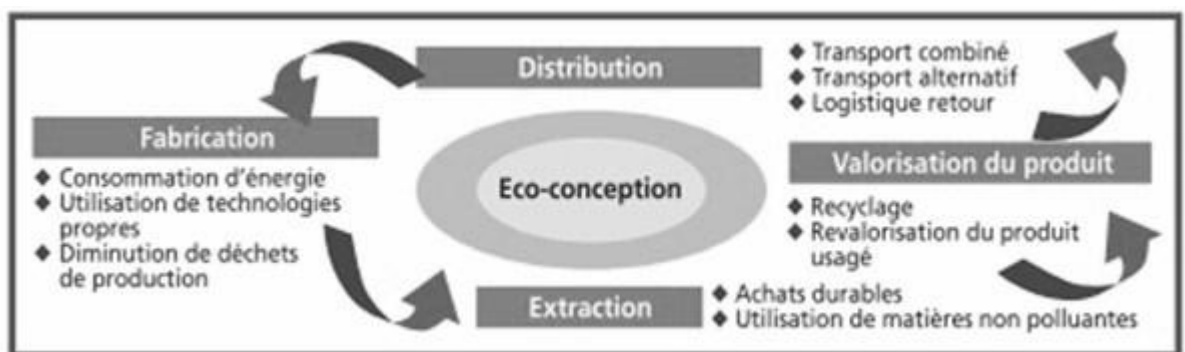 Distribution
◆ Transport combiné
◆ Transport alternatif
◆ Logistique retour
Fabrication
◆ Consommation d'énergie
◆ Utilisation de technologies
propres
◆ Diminution de déchets
de production
Eco-conception
Valorisation du produit
◆ Recyclage
◆ Revalorisation du produit
usagé
Extraction
◆ Achats durables
◆ Utilisation de matières non polluantes